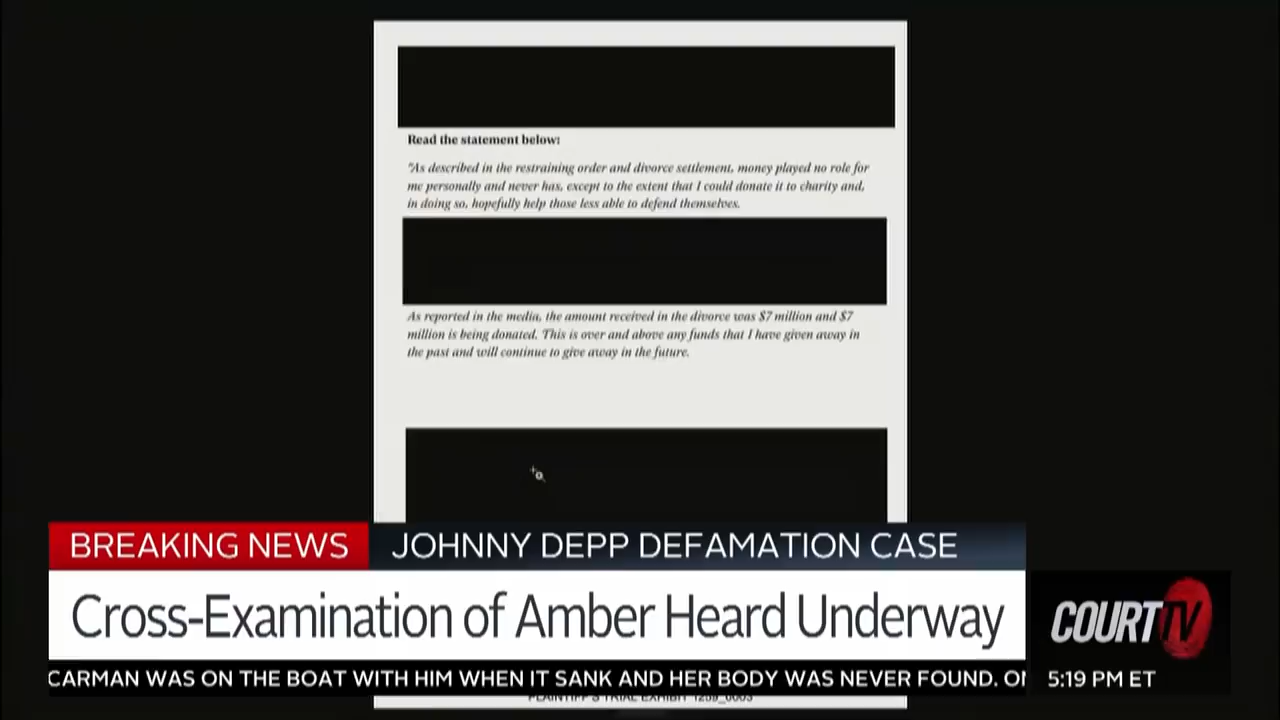 Read the statement below:
"As described in the restraining order and divorce settlement, money played no role for
me personally and never has, except to the extent that I could donate it to charity and,
in doing so, hopefully help those less able to defend themselves.
As reported in the media, the amount received in the divorce was $7 million and $7
million is being donated. This is over and above any funds that I have given away in
the past and will continue to give away in the future.
BREAKING NEWS
JOHNNY DEPP DEFAMATION CASE
Cross-Examination of Amber Heard Underway
COURT TV
CARMAN WAS ON THE BOAT WITH HIM WHEN IT SANK AND HER BODY WAS NEVER FOUND.
5:19 PM ET
PLAINTIFF'S TRIAL EXHIBIT 1259_0003